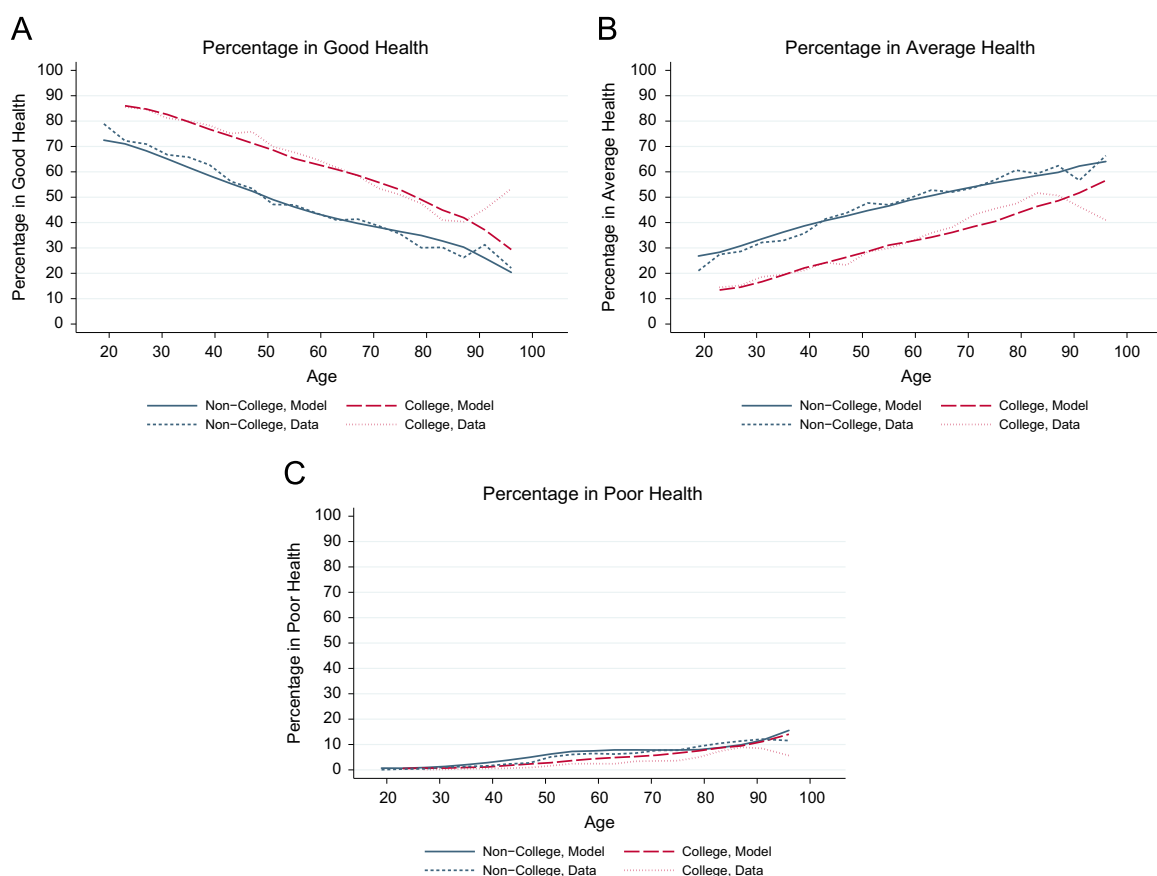 A
Percentage in Good Health
Percentage in Good Health
100
90
80
70
60
50
40
30
20
10
0
20 30 40 50 60 70 80 90 100
Age
Non−College, Model College, Model
Non−College, Data College, Data
B
Percentage in Average Health
Percentage in Average Health
100
90
80
70
60
50
40
30
20
10
0
20 30 40 50 60 70 80 90 100
Age
Non−College, Model College, Model
Non−College, Data College, Data
C
Percentage in Poor Health
Percentage in Poor Health
100
90
80
70
60
50
40
30
20
10
0
20 30 40 50 60 70 80 90 100
Age
Non−College, Model College, Model
Non−College, Data College, Data